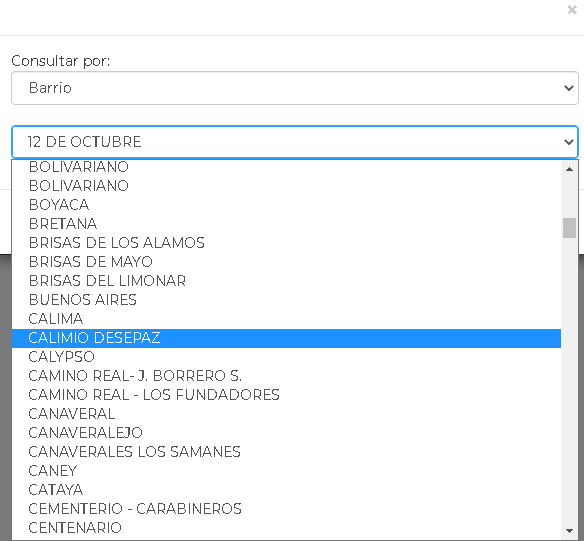 ×
Consultar por:
Barrio
12 DE OCTUBRE
BOLIVARIANO
BOLIVARIANO
BOYACA
BRETANA
BRISAS DE LOS ALAMOS
BRISAS DE MAYO
BRISAS DEL LIMONAR
BUENOS AIRES
CALIMA
CALIMIO DESEPAZ
CALYPSO
CAMINO REAL- J. BORRERO S.
CAMINO REAL - LOS FUNDADORES
CANAVERAL
CANAVERALEJO
CANAVERALES LOS SAMANES
CANEY
CATAYA
CEMENTERIO - CARABINEROS
CENTENARIO